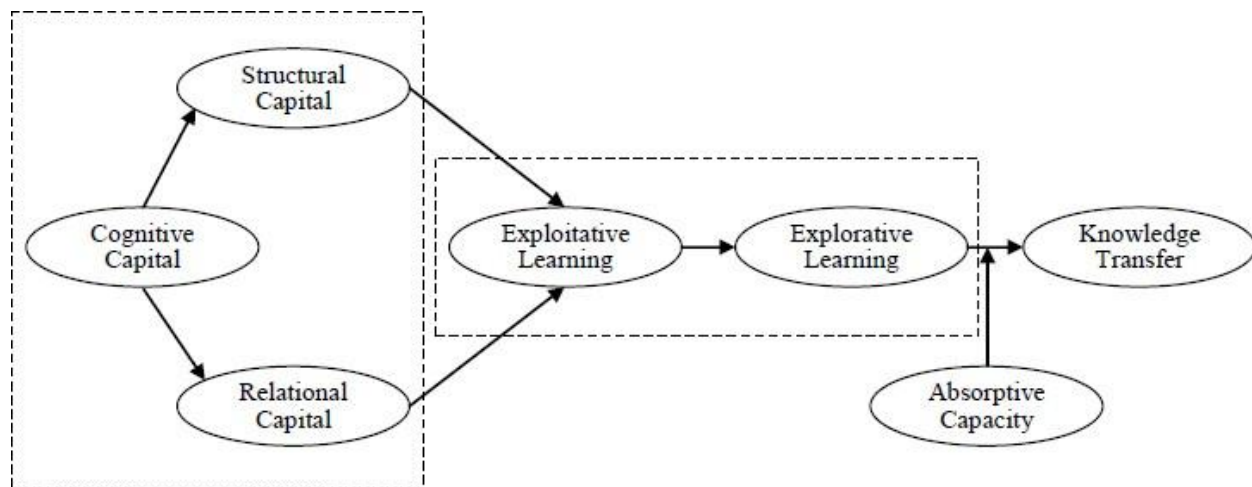 Structural
Capital
Cognitive
Capital
Exploitative
Learning
Explorative
Learning
Knowledge
Transfer
Relational
Capital
Absorptive
Capacity